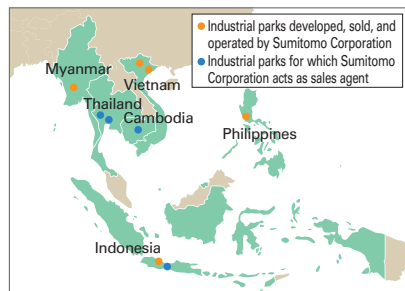 ● Industrial parks developed, sold, and
operated by Sumitomo Corporation
● Industrial parks for which Sumitomo
Corporation acts as sales agent
Myanmar
Vietnam
Thailand
Cambodia
Philippines
Indonesia